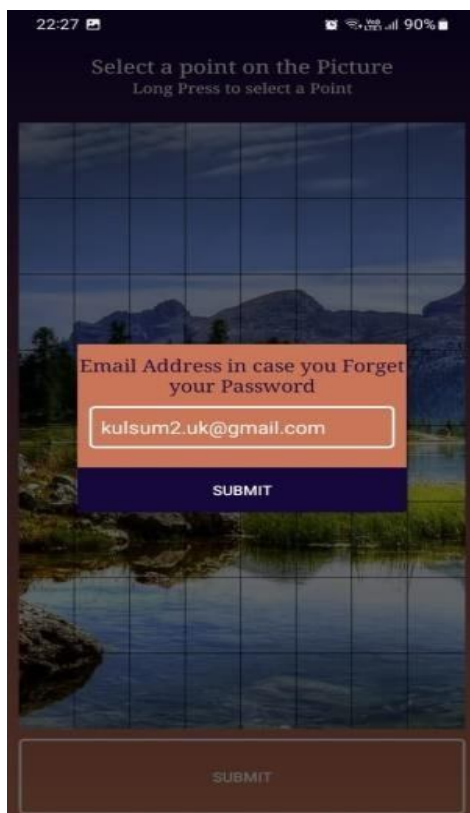 22:27 90%
Select a point on the Picture
Long Press to select a Point
Email Address in case you Forget
your Password
kulsum2.uk@gmail.com
SUBMIT
SUBMIT